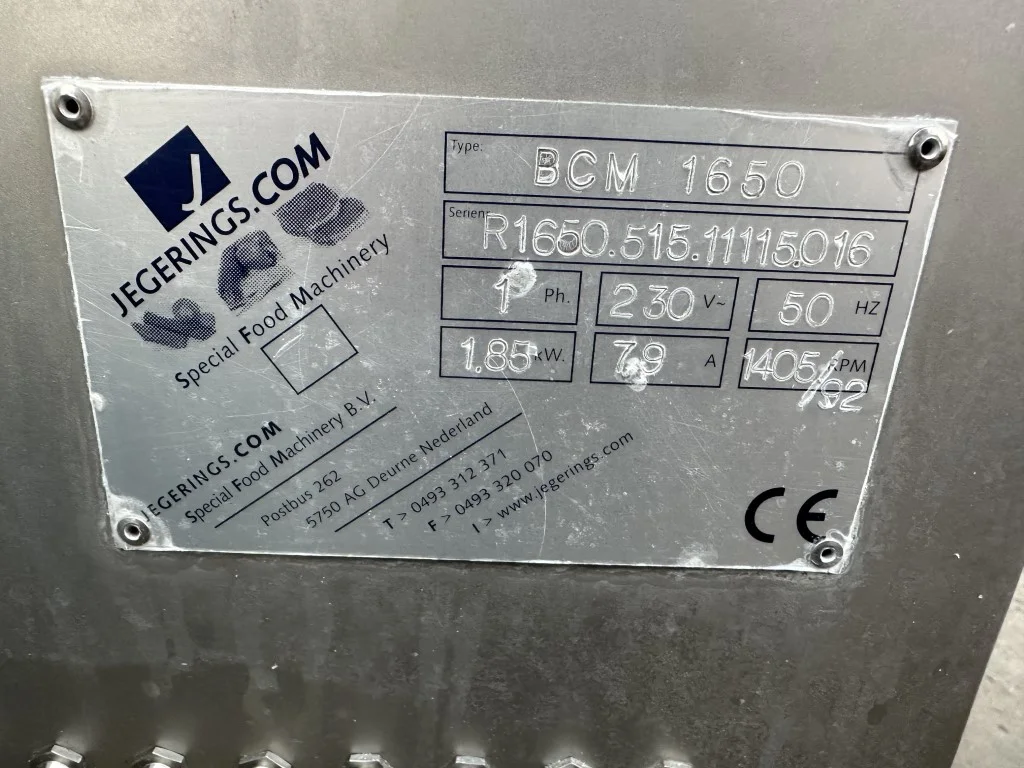 J
JEGERINGS.COM
Special Food Machinery
JEGERINGS.COM
Special Food Machinery B.V.
Postbus 262
5750 AG Deurne Nederland
T > 0493 312 371
F > 0493 320 070
I > www.jegerings.com
Type: BCM 1650
Serien R1650.515.11115.016
1 Ph. 230 V~ 50 HZ
1.85 kW. 7.9 A 1405/92 RPM
CE